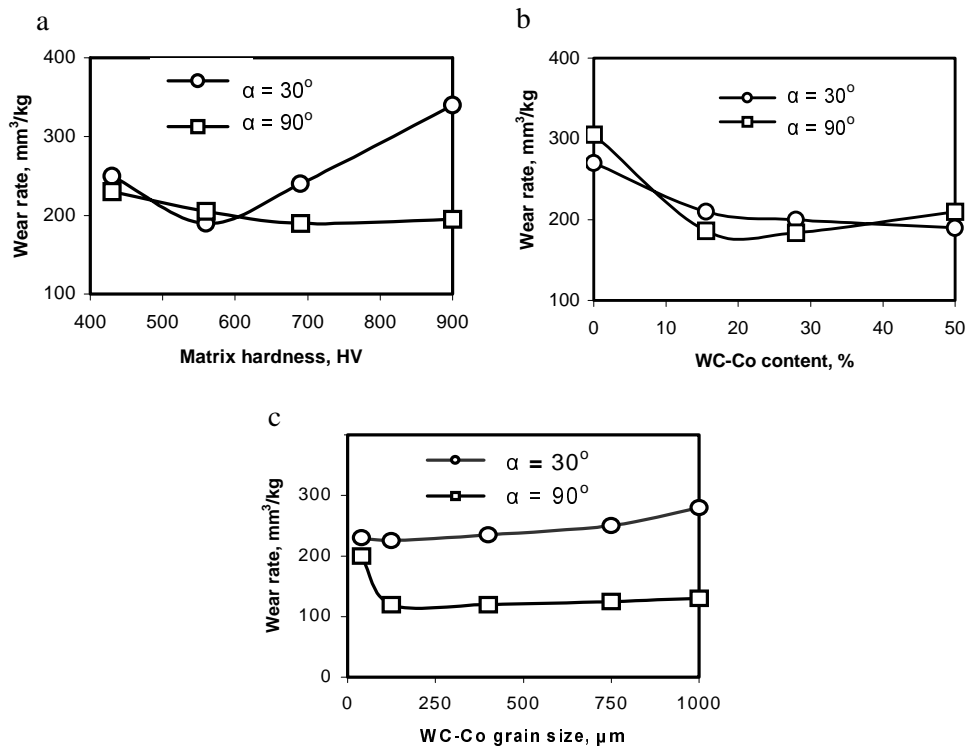 a
400
300
200
100
Wear rate, mm³/kg
α = 30°
α = 90°
400 500 600 700 800 900
Matrix hardness, HV
b
400
300
200
100
Wear rate, mm³/kg
α = 30°
α = 90°
0 10 20 30 40 50
WC-Co content, %
c
300
200
100
0
Wear rate, mm³/kg
α = 30°
α = 90°
0 250 500 750 1000
WC-Co grain size, µm